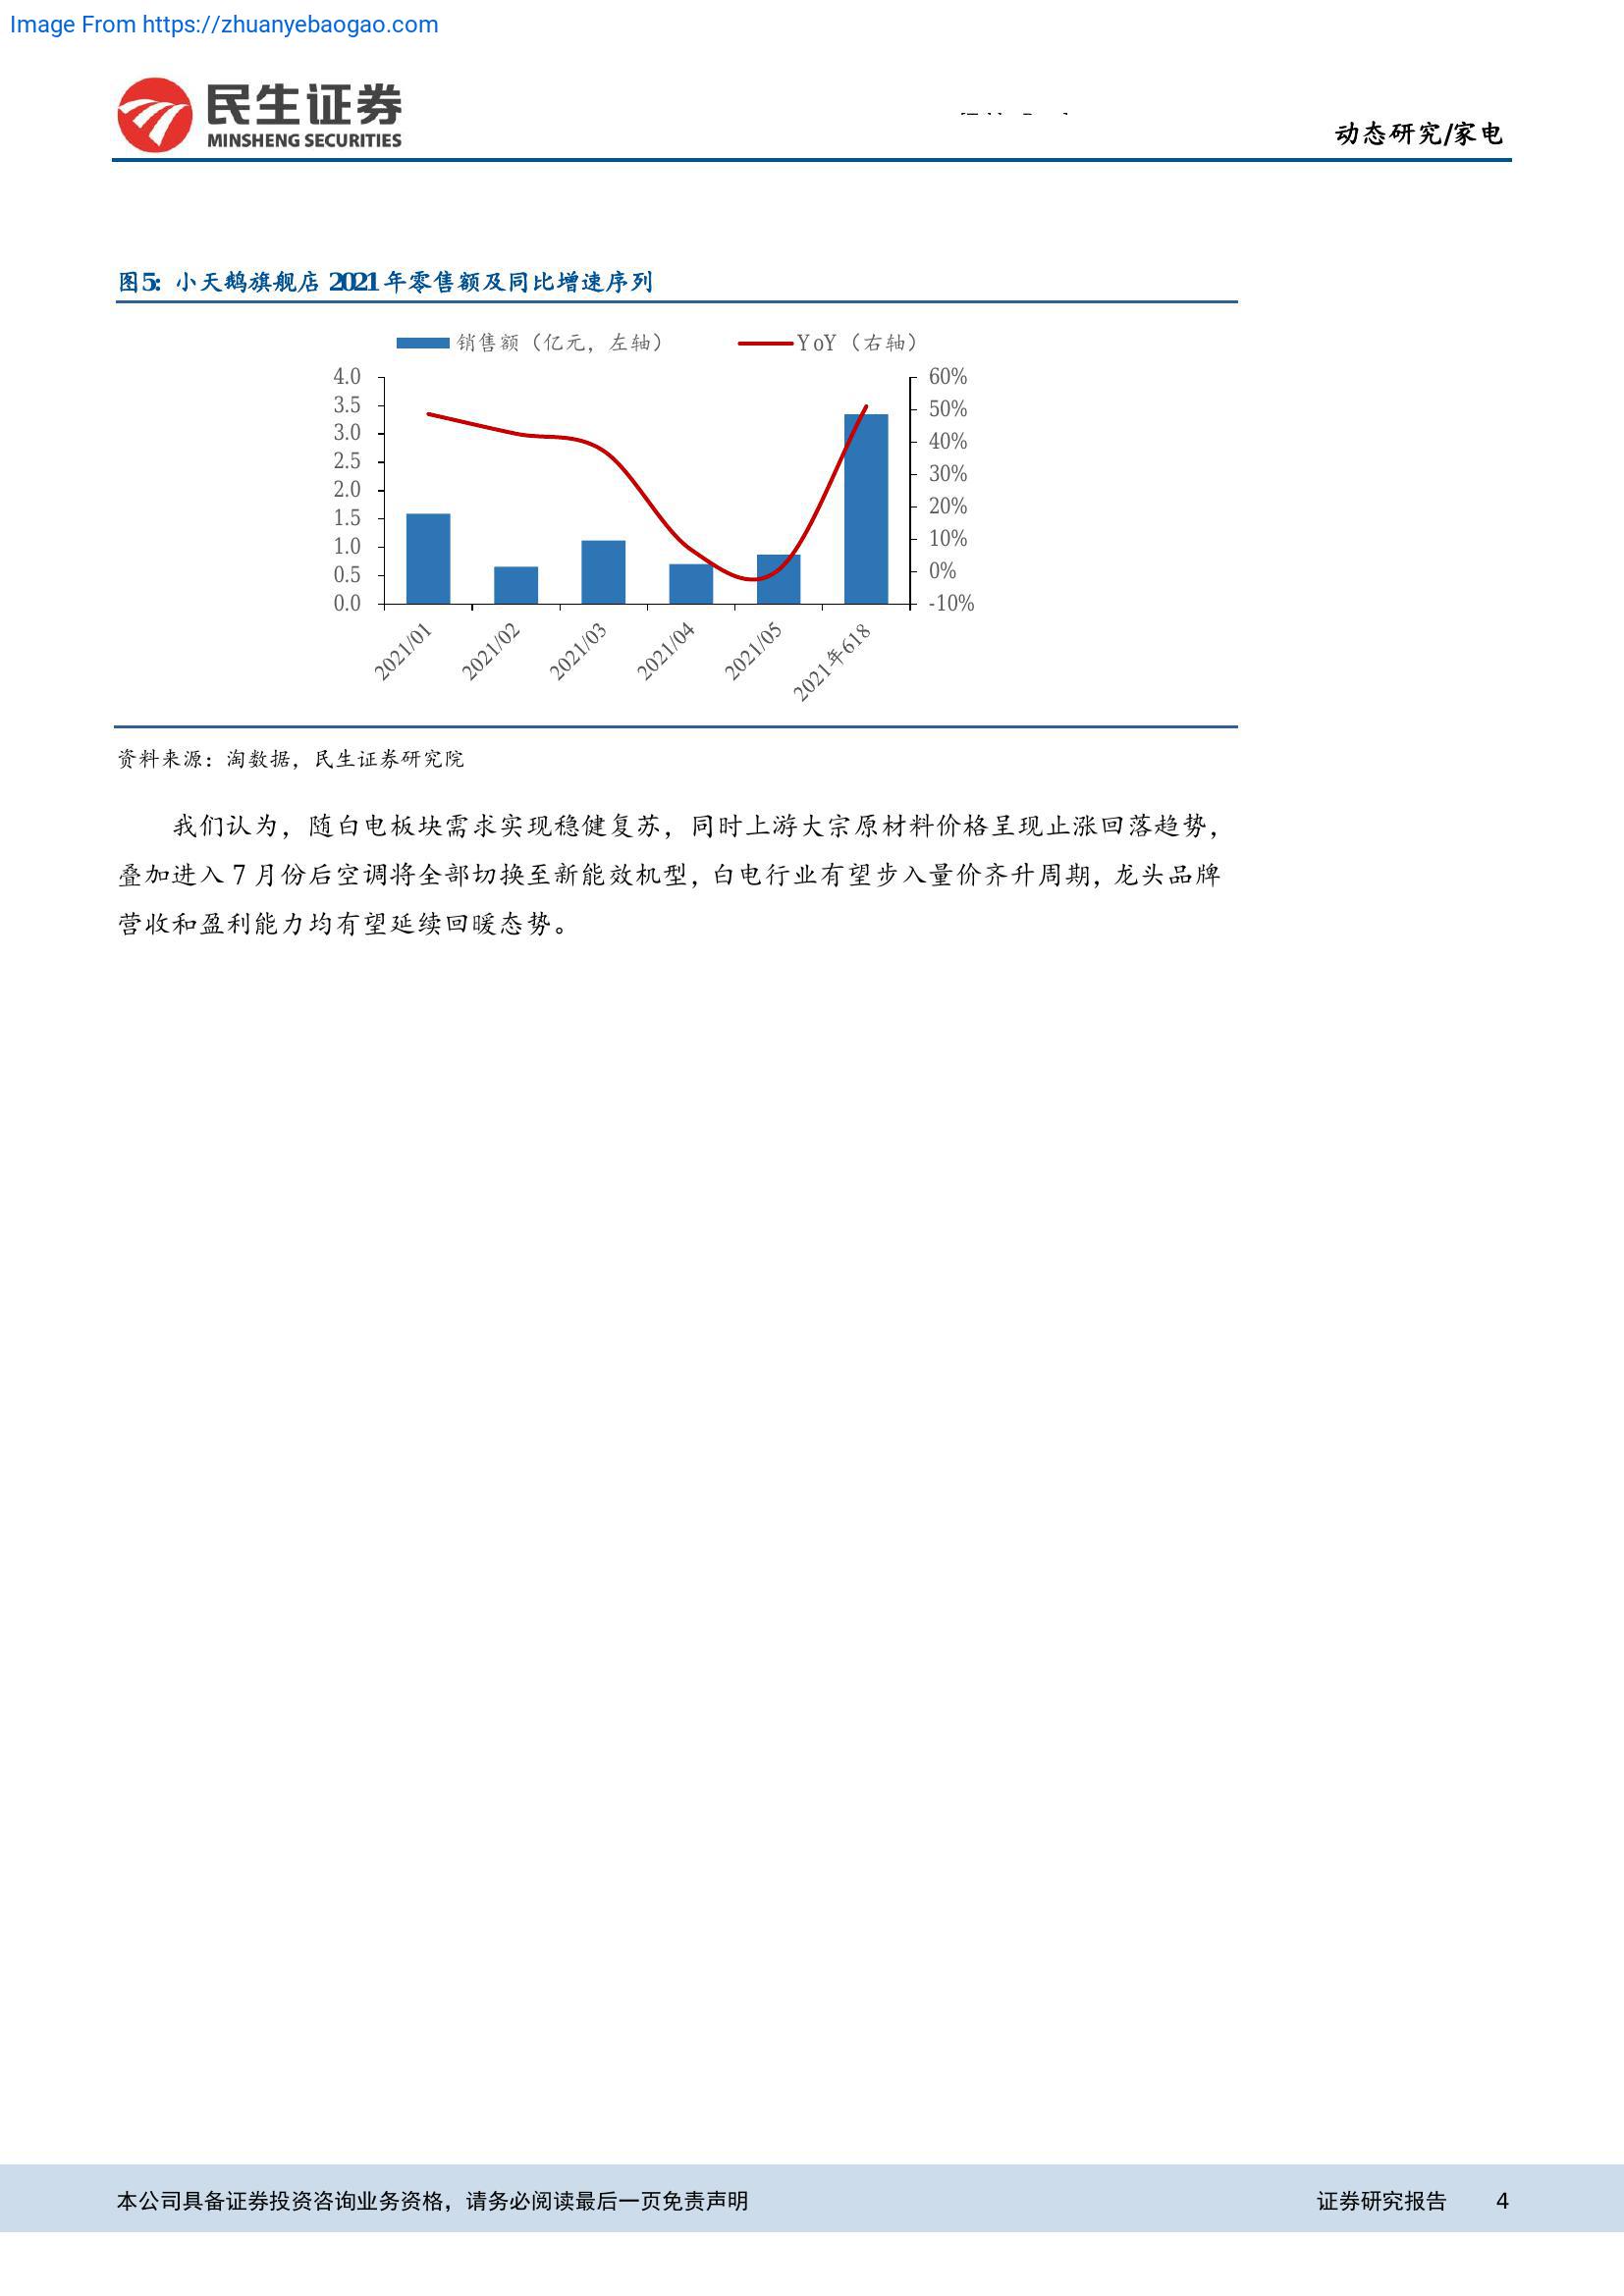 Image From https://zhuanyebaogao.com
民生证券
MINSHENG SECURITIES
动态研究/家电
图5: 小天鹅旗舰店 2021 年零售额及同比增速序列
销售额（亿元，左轴） YoY（右轴）
4.0 60%
3.5 50%
3.0 40%
2.5 30%
2.0 20%
1.5 10%
1.0 0%
0.5 -10%
0.0
2021/01 2021/02 2021/03 2021/04 2021/05 2021年618
资料来源：淘数据，民生证券研究院
我们认为，随白电板块需求实现稳健复苏，同时上游大宗原材料价格呈现止涨回落趋势，
叠加进入 7 月份后空调将全部切换至新能效机型，白电行业有望步入量价齐升周期，龙头品牌
营收和盈利能力均有望延续回暖态势。
本公司具备证券投资咨询业务资格，请务必阅读最后一页免责声明 证券研究报告 4